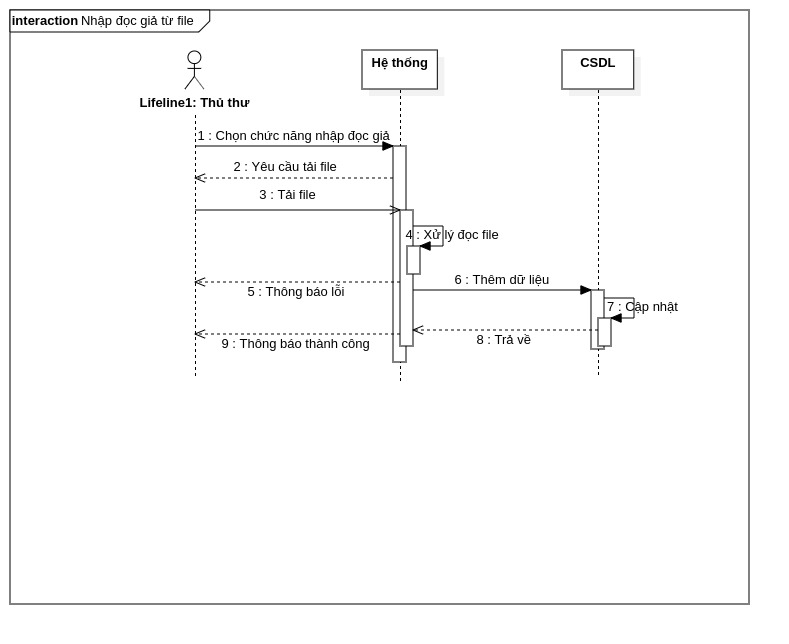 interaction Nhập đọc giả từ file
Hệ thống
CSDL
Lifeline1: Thủ thư
1 : Chọn chức năng nhập đọc giả
2 : Yêu cầu tải file
3 : Tải file
4 : Xử lý đọc file
6 : Thêm dữ liệu
5 : Thông báo lỗi
7 : Cập nhật
8 : Trả về
9 : Thông báo thành công